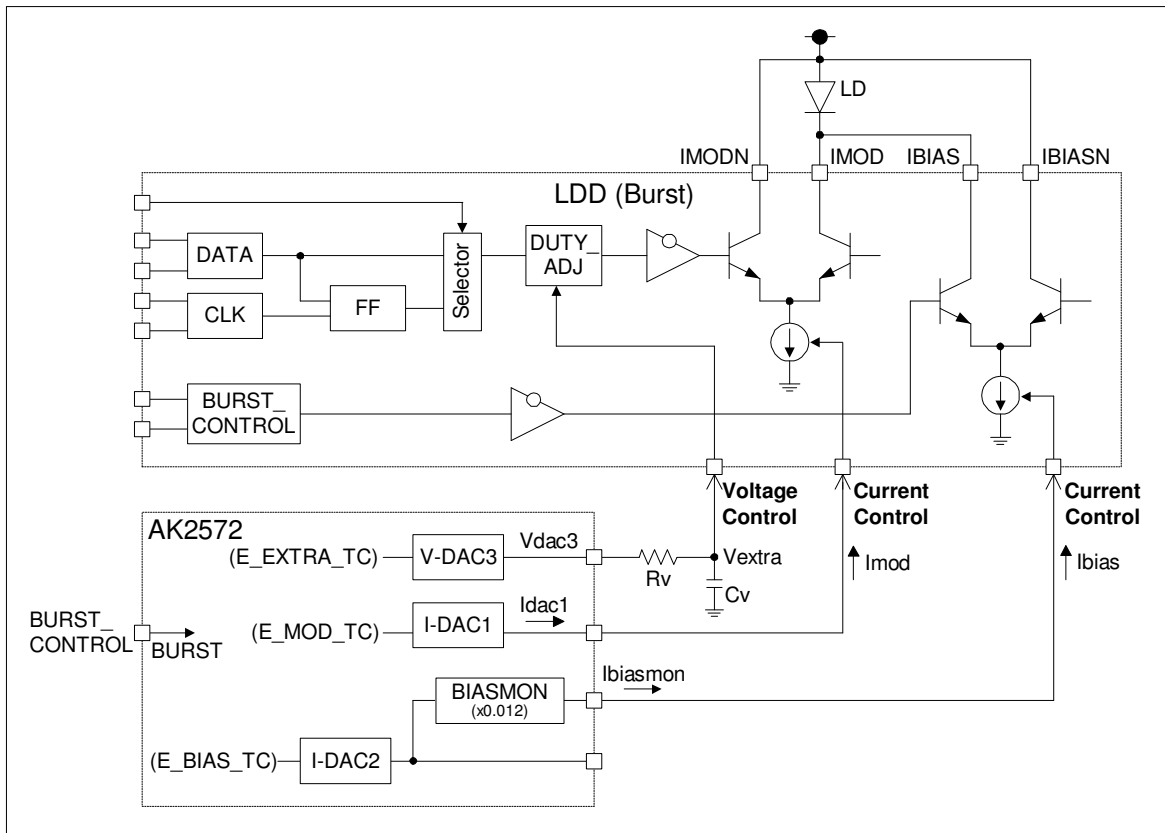 LD
IMODN IMOD IBIAS IBIASN
LDD (Burst)
DATA
CLK
FF
Selector
DUTY_
ADJ
BURST_
CONTROL
Voltage
Control
Current
Control
Current
Control
AK2572
(E_EXTRA_TC)
V-DAC3
Vdac3
Rv
Vextra
Cv
Imod
Ibias
BURST_
CONTROL
BURST
(E_MOD_TC)
I-DAC1
Idac1
BIASMON
(x0.012)
Ibiasmon
(E_BIAS_TC)
I-DAC2